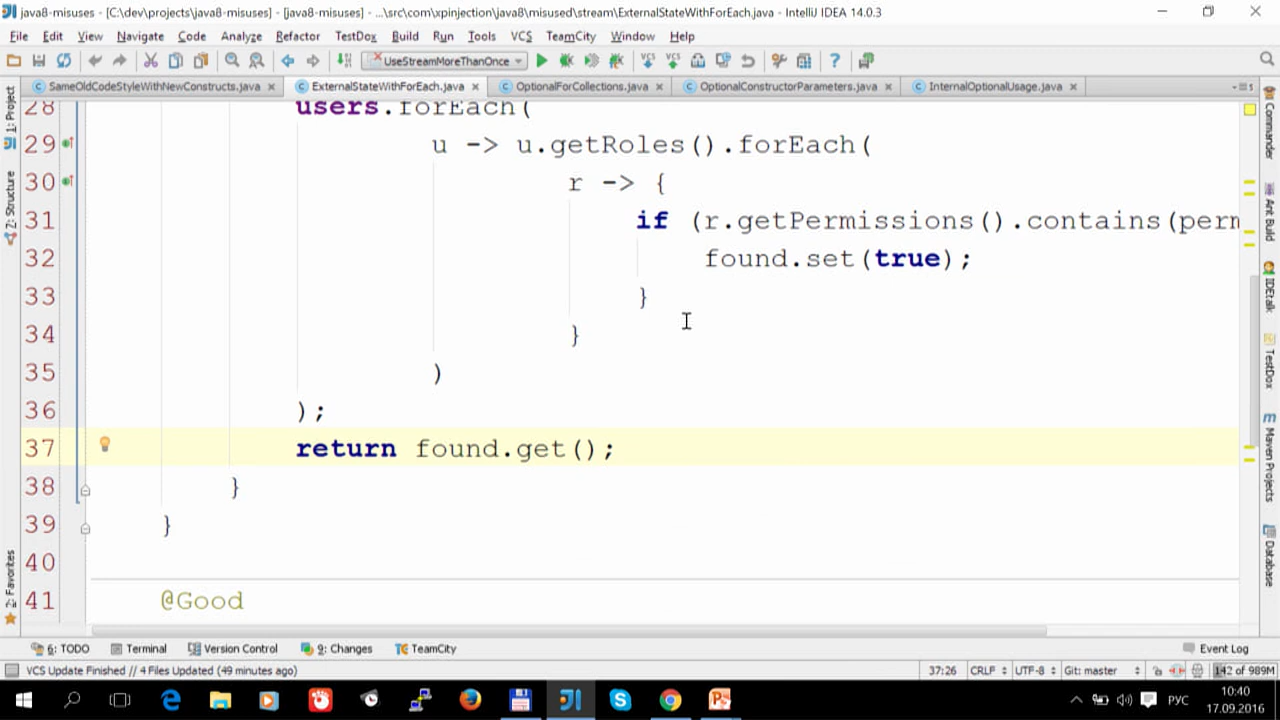 java8-misuses - [C:\dev\projects\java8-misuses] - [java8-misuses] - ...\src\com\xpinjection\java8\misused\stream\ExternalStateWithForEach.java - IntelliJ IDEA 14.0.3
File Edit View Navigate Code Analyze Refactor TestDox Build Run Tools VCS TeamCity Window Help
UseStreamMoreThanOnce
SameOldCodeStyleWithNewConstructs.java ExternalStateWithForEach.java OptionalForCollections.java OptionalConstructorParameters.java InternalOptionalUsage.java
28 users.forEach(
29 u -> u.getRoles().forEach(
30 r -> {
31 if (r.getPermissions().contains(perm
32 found.set(true);
33 }
34 }
35 )
36 );
37 return found.get();
38 }
39 }
40
41 @Good
1: Project
Z: Structure
2: Favorites
Commander
Ant Build
IDEtalk
TestDox
Maven Projects
Database
6: TODO Terminal Version Control 9: Changes TeamCity Event Log
VCS Update Finished // 4 Files Updated (49 minutes ago) 37:26 CRLF UTF-8 Git: master 142 of 989M
РУС 10:40
17.09.2016